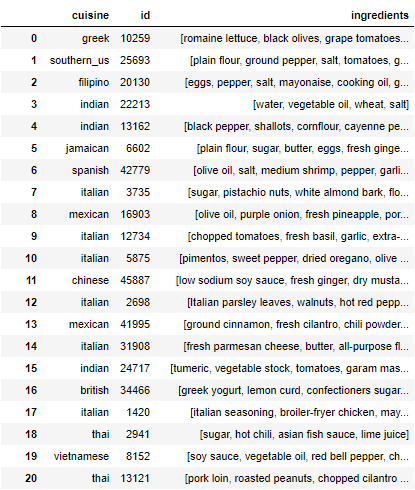 cuisine id ingredients
0 greek 10259 [romaine lettuce, black olives, grape tomatoes...
1 southern_us 25693 [plain flour, ground pepper, salt, tomatoes, g...
2 filipino 20130 [eggs, pepper, salt, mayonaise, cooking oil, g...
3 indian 22213 [water, vegetable oil, wheat, salt]
4 indian 13162 [black pepper, shallots, cornflour, cayenne pe...
5 jamaican 6602 [plain flour, sugar, butter, eggs, fresh ginge...
6 spanish 42779 [olive oil, salt, medium shrimp, pepper, garli...
7 italian 3735 [sugar, pistachio nuts, white almond bark, flo...
8 mexican 16903 [olive oil, purple onion, fresh pineapple, por...
9 italian 12734 [chopped tomatoes, fresh basil, garlic, extra-...
10 italian 5875 [pimentos, sweet pepper, dried oregano, olive ...
11 chinese 45887 [low sodium soy sauce, fresh ginger, dry musta...
12 italian 2698 [Italian parsley leaves, walnuts, hot red pepp...
13 mexican 41995 [ground cinnamon, fresh cilantro, chili powder...
14 italian 31908 [fresh parmesan cheese, butter, all-purpose fl...
15 indian 24717 [tumeric, vegetable stock, tomatoes, garam mas...
16 british 34466 [greek yogurt, lemon curd, confectioners sugar...
17 italian 1420 [italian seasoning, broiler-fryer chicken, may...
18 thai 2941 [sugar, hot chili, asian fish sauce, lime juice]
19 vietnamese 8152 [soy sauce, vegetable oil, red bell pepper, ch...
20 thai 13121 [pork loin, roasted peanuts, chopped cilantro ...